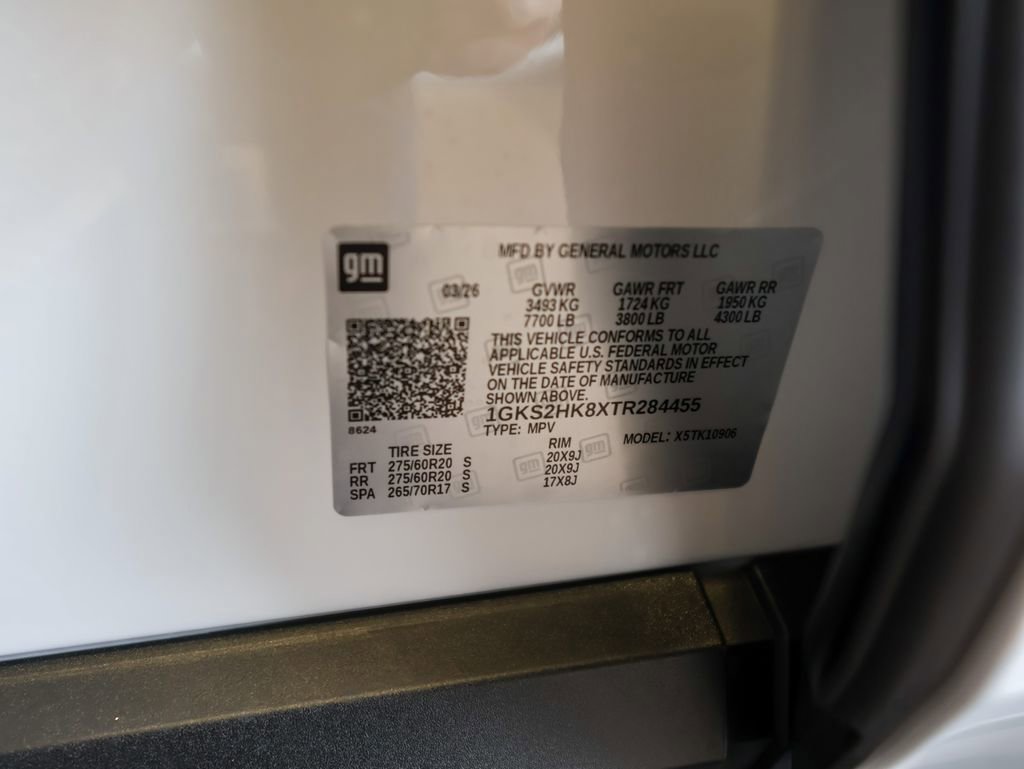 gm
MFD BY GENERAL MOTORS LLC
03/26 GVWR GAWR FRT GAWR RR
3493 KG 1724 KG 1950 KG
7700 LB 3800 LB 4300 LB
THIS VEHICLE CONFORMS TO ALL
APPLICABLE U.S. FEDERAL MOTOR
VEHICLE SAFETY STANDARDS IN EFFECT
ON THE DATE OF MANUFACTURE
SHOWN ABOVE.
1GKS2HK8XTR284455
8624
TYPE: MPV MODEL: X5TK10906
TIRE SIZE RIM
FRT 275/60R20 S 20X9J
RR 275/60R20 S 20X9J
SPA 265/70R17 S 17X8J